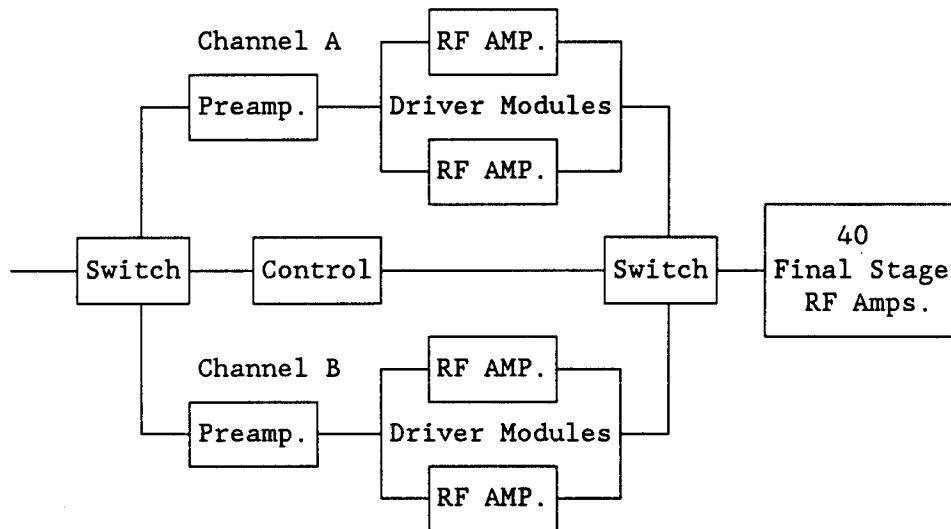 Channel A
RF AMP.
Preamp.
Driver Modules
RF AMP.
Switch
Control
Switch
40
Final Stage
RF Amps.
Channel B
RF AMP.
Preamp.
Driver Modules
RF AMP.